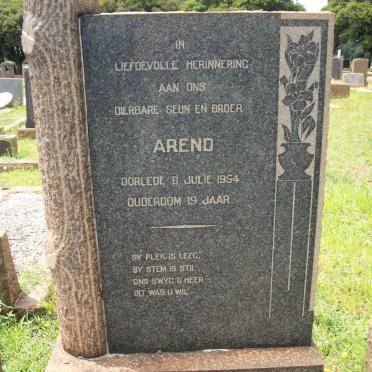 IN
LIEFDEVOLLE HERINNERING
AAN ONS
DIERBARE SEUN EN BROER
AREND
OORLEDE 8 JULIE 1954
OUDERDOM 19 JAAR.
SY PLEK IS LEEG,
SY STEM IS STIL,
ONS SWYG O HEER –
DIT WAS U WIL.